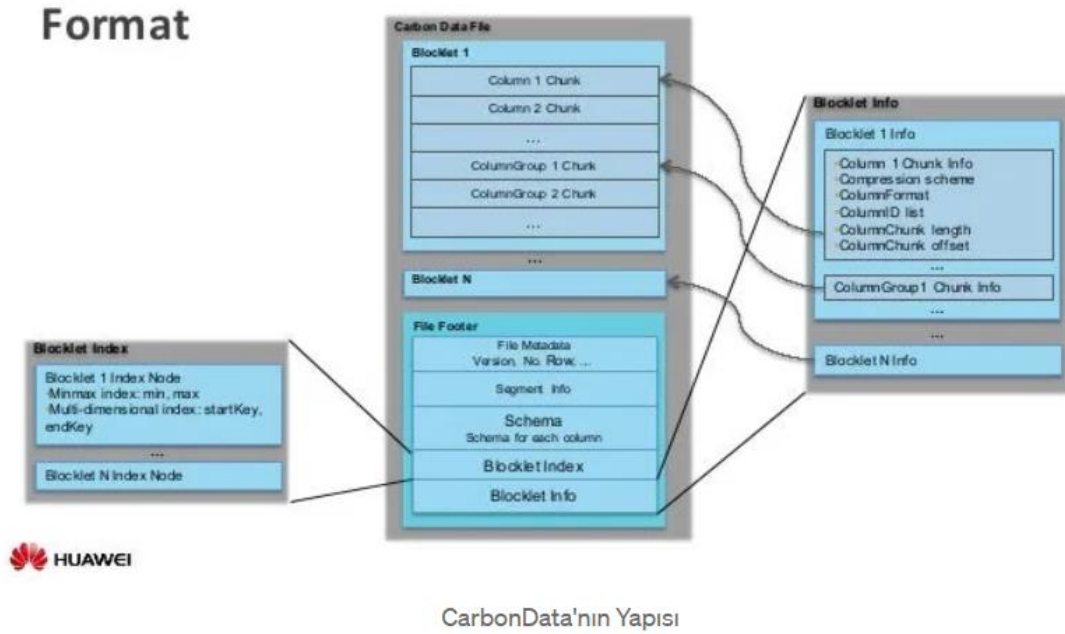 Format
Carbon Data File
Blocklet 1
Column 1 Chunk
Column 2 Chunk
...
ColumnGroup 1 Chunk
ColumnGroup 2 Chunk
...
...
Blocklet N
File Footer
File Metadata
Version, No. Row, ...
Segment Info
Schema
Schema for each column
Blocklet Index
Blocklet Info
Blocklet Info
Blocklet 1 Info
•Column 1 Chunk Info
•Compression scheme
•ColumnFormat
•ColumnID list
•ColumnChunk length
•ColumnChunk offset
...
ColumnGroup1 Chunk Info
...
...
Blocklet N Info
Blocklet Index
Blocklet 1 Index Node
•Minmax index: min, max
•Multi-dimensional index: startKey,
endKey
...
Blocklet N Index Node
HUAWEI
CarbonData'nın Yapısı